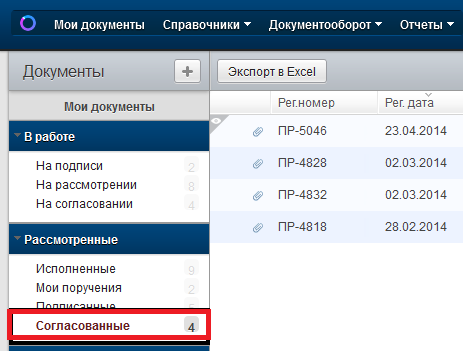 Мои документы Справочники Документооборот Отчеты
Документы + Экспорт в Excel
Мои документы Рег.номер Рег. дата
В работе ПР-5046 23.04.2014
На подписи 2 ПР-4828 02.03.2014
На рассмотрении 8 ПР-4832 02.03.2014
На согласовании 4 ПР-4818 28.02.2014
Рассмотренные
Исполненные 9
Мои поручения 2
Подписанные 5
Согласованные 4